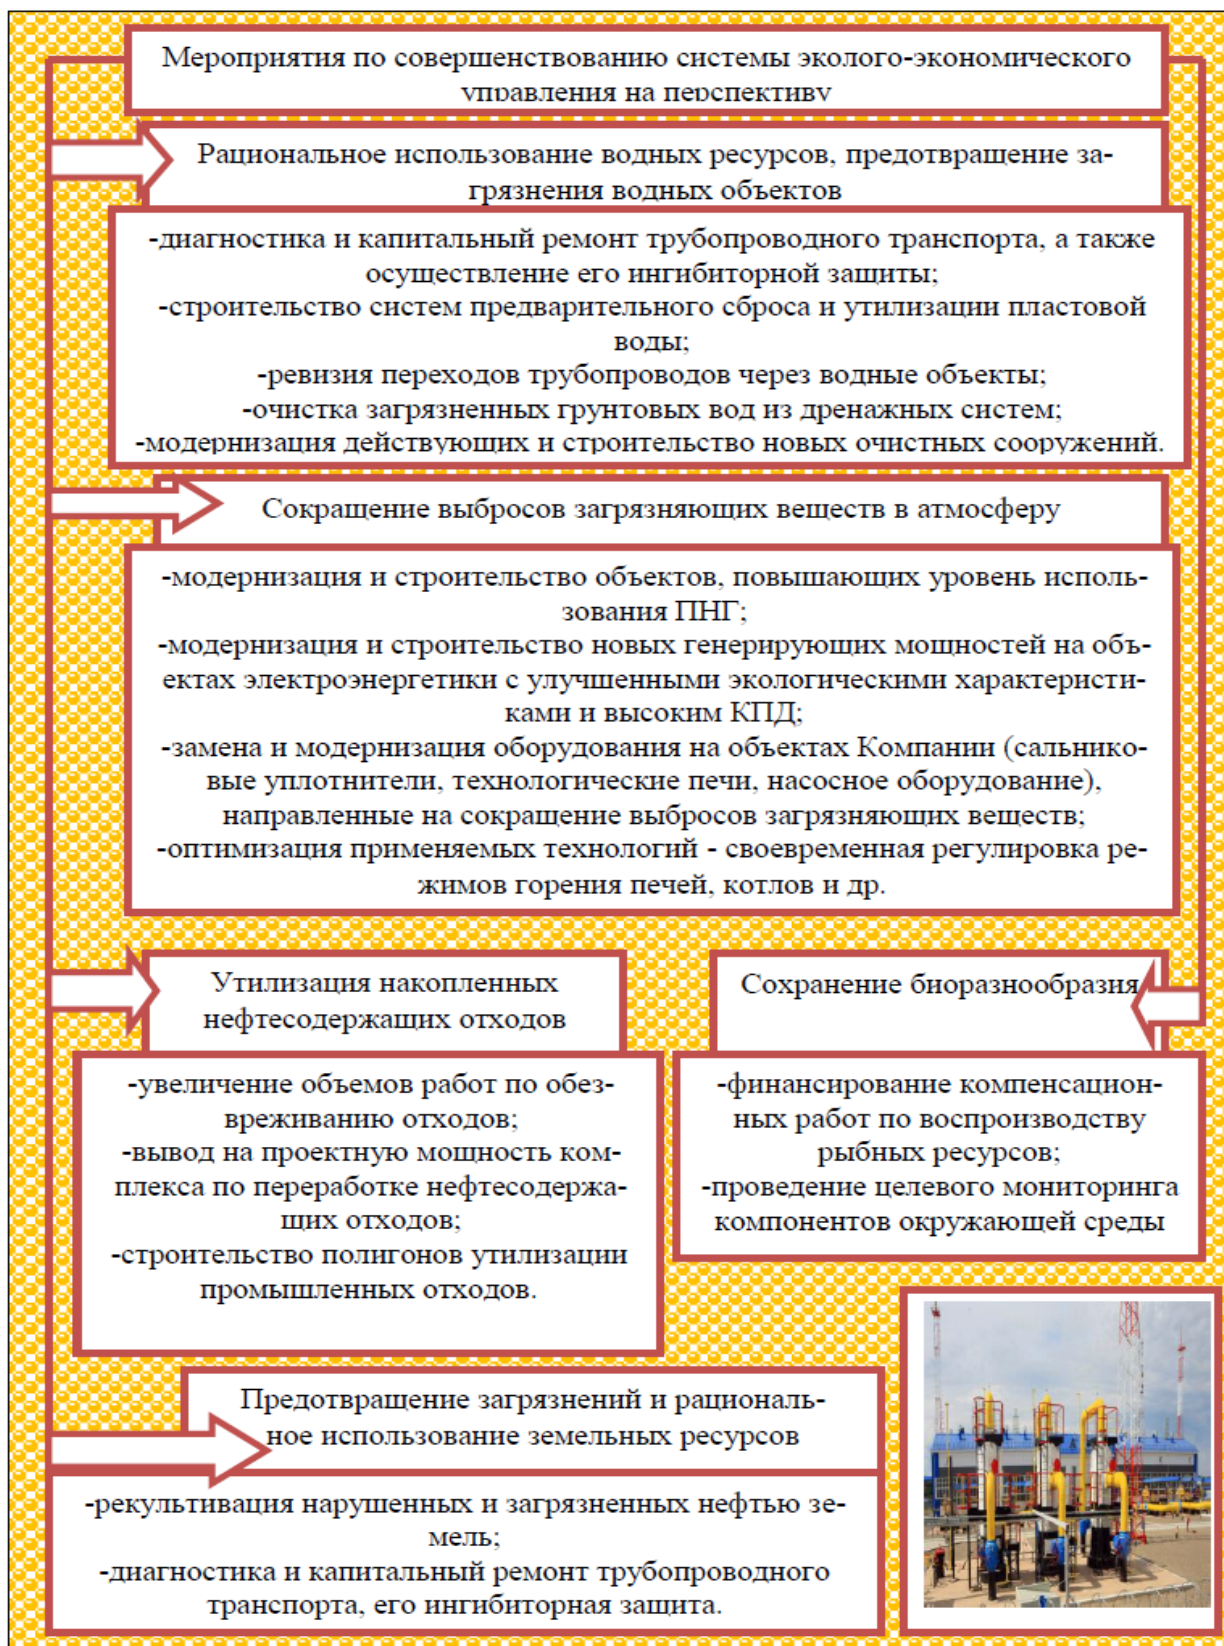 Мероприятия по совершенствованию системы эколого-экономического
управления на перспективу
Рациональное использование водных ресурсов, предотвращение за-
грязнения водных объектов
-диагностика и капитальный ремонт трубопроводного транспорта, а также
осуществление его ингибиторной защиты;
-строительство систем предварительного сброса и утилизации пластовой
воды;
-ревизия переходов трубопроводов через водные объекты;
-очистка загрязненных грунтовых вод из дренажных систем;
-модернизация действующих и строительство новых очистных сооружений.
Сокращение выбросов загрязняющих веществ в атмосферу
-модернизация и строительство объектов, повышающих уровень исполь-
зования ПНГ;
-модернизация и строительство новых генерирующих мощностей на объ-
ектах электроэнергетики с улучшенными экологическими характеристи-
ками и высоким КПД;
-замена и модернизация оборудования на объектах Компании (сальнико-
вые уплотнители, технологические печи, насосное оборудование),
направленные на сокращение выбросов загрязняющих веществ;
-оптимизация применяемых технологий - своевременная регулировка ре-
жимов горения печей, котлов и др.
Утилизация накопленных
нефтесодержащих отходов
-увеличение объемов работ по обез-
вреживанию отходов;
-вывод на проектную мощность ком-
плекса по переработке нефтесодержа-
щих отходов;
-строительство полигонов утилизации
промышленных отходов.
Сохранение биоразнообразия
-финансирование компенсацион-
ных работ по воспроизводству
рыбных ресурсов;
-проведение целевого мониторинга
компонентов окружающей среды
Предотвращение загрязнений и рациональ-
ное использование земельных ресурсов
-рекультивация нарушенных и загрязненных нефтью зе-
мель;
-диагностика и капитальный ремонт трубопроводного
транспорта, его ингибиторная защита.